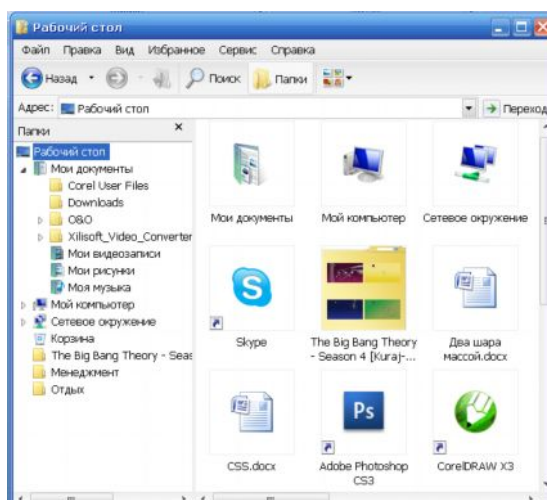 Рабочий стол
Файл Правка Вид Избранное Сервис Справка
Назад Поиск Папки
Адрес: Рабочий стол Переход
Папки
Рабочий стол
Мои документы
Corel User Files
Downloads
O&O
Xilisoft_Video_Converter
Мои видеозаписи
Мои рисунки
Моя музыка
Мой компьютер
Сетевое окружение
Корзина
The Big Bang Theory - Seas
Менеджмент
Отдых
Мои документы
Мой компьютер
Сетевое окружение
Skype
The Big Bang Theory
- Season 4 [Kuraj-...
Два шара
массой.docx
CSS.docx
Ps
Adobe Photoshop
CS3
CorelDRAW X3